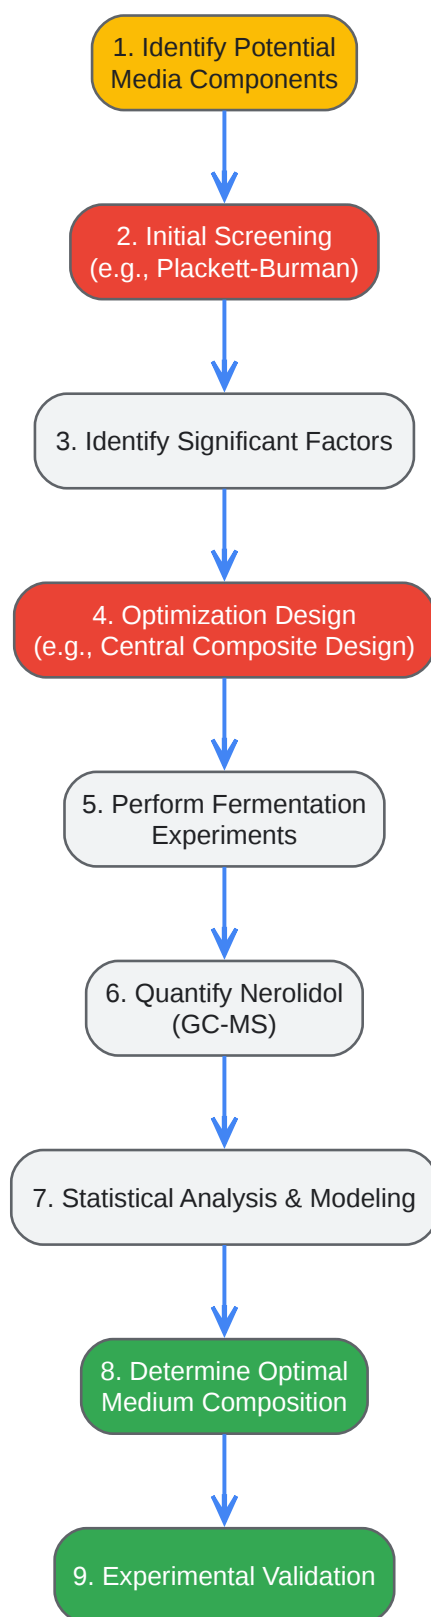 1. Identify Potential
Media Components
2. Initial Screening
(e.g., Plackett-Burman)
3. Identify Significant Factors
4. Optimization Design
(e.g., Central Composite Design)
5. Perform Fermentation
Experiments
6. Quantify Nerolidol
(GC-MS)
7. Statistical Analysis & Modeling
8. Determine Optimal
Medium Composition
9. Experimental Validation